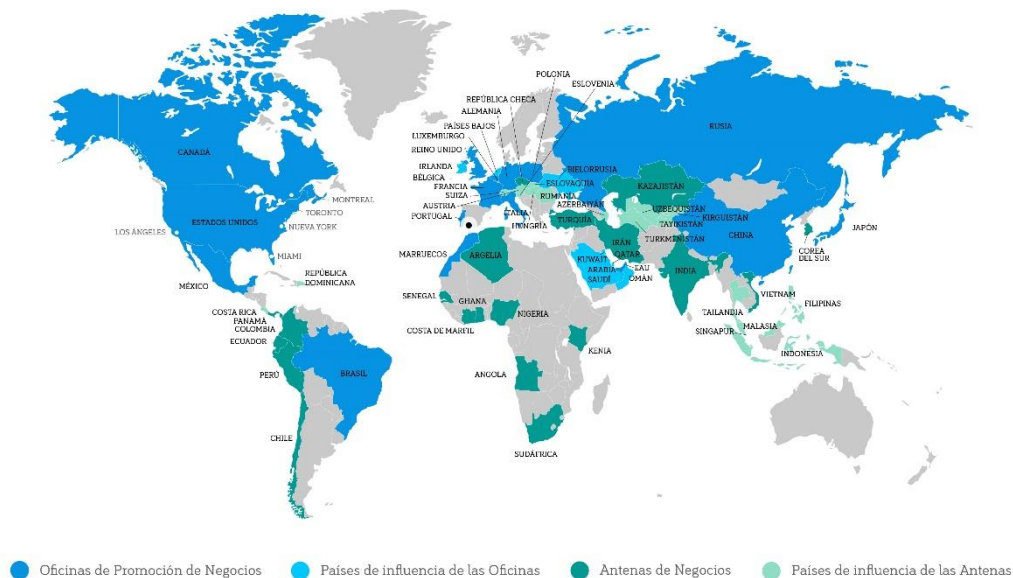 POLONIA
ESLOVENIA
REPÚBLICA CHECA
ALEMANIA
PAÍSES BAJOS
LUXEMBURGO
REINO UNIDO
IRLANDA
BÉLGICA
FRANCIA
SUIZA
AUSTRIA
PORTUGAL
ITALIA
HUNGRÍA
BIELORRUSIA
ESLOVAQUIA
RUMANÍA
RUSIA
CANADÁ
ESTADOS UNIDOS
MONTREAL
TORONTO
NUEVA YORK
LOS ÁNGELES
MIAMI
MÉXICO
REPÚBLICA
DOMINICANA
COSTA RICA
PANAMÁ
COLOMBIA
ECUADOR
PERÚ
BRASIL
CHILE
MARRUECOS
ARGELIA
SENEGAL
GHANA
NIGERIA
COSTA DE MARFIL
KENIA
ANGOLA
SUDÁFRICA
AZERBAIYÁN
TURQUÍA
KAZAJISTÁN
UZBEQUISTÁN
KIRGUISTÁN
TAYIKISTÁN
TURKMENISTÁN
IRÁN
QATAR
KUWAIT
ARABIA
SAUDÍ
EAU
OMÁN
INDIA
CHINA
JAPÓN
COREA
DEL SUR
VIETNAM
FILIPINAS
TAILANDIA
MALASIA
SINGAPUR
INDONESIA
Oficinas de Promoción de Negocios
Países de influencia de las Oficinas
Antenas de Negocios
Países de influencia de las Antenas